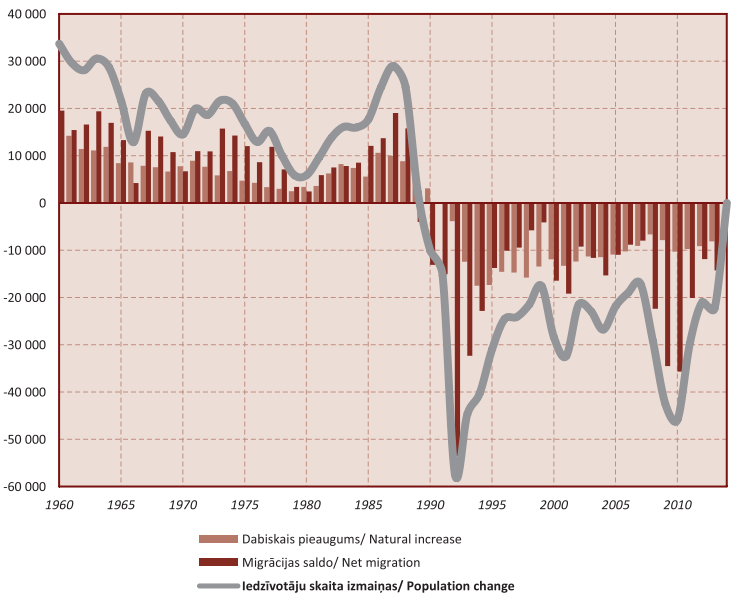 40 000
30 000
20 000
10 000
0
-10 000
-20 000
-30 000
-40 000
-50 000
-60 000
1960 1965 1970 1975 1980 1985 1990 1995 2000 2005 2010
Dabiskais pieaugums/ Natural increase
Migrācijas saldo/ Net migration
Iedzīvotāju skaita izmaiņas/ Population change